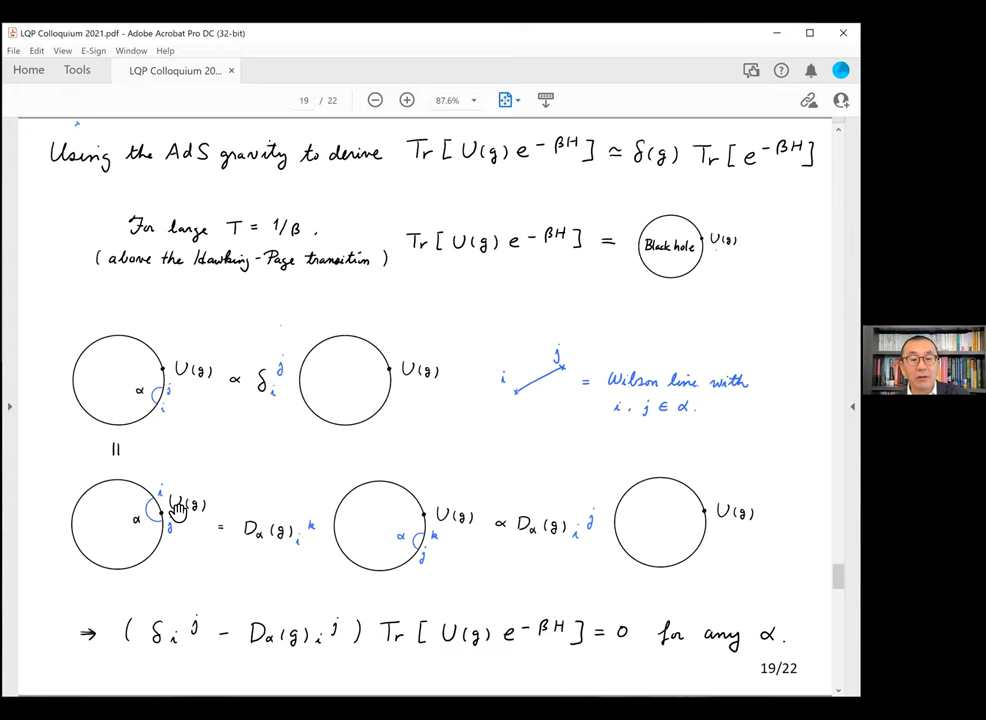 LQP Colloquium 2021.pdf - Adobe Acrobat Pro DC (32-bit)
File Edit View E-Sign Window Help
Home Tools LQP Colloquium 20... ×
19 / 22 87.6%
Using the AdS gravity to derive Tr[U(g) e^{-βH}] ≃ δ(g) Tr[e^{-βH}]
For large T = 1/β. Tr[U(g) e^{-βH}] = Black hole U(g)
(above the Hawking-Page transition)
α i j U(g) ∝ δ_i^j U(g) i j = Wilson line with
i, j ∈ α.
||
α i j U(g) = D_α(g)_i^k α k j U(g) ∝ D_α(g)_i^j U(g)
⇒ (δ_i^j - D_α(g)_i^j) Tr[U(g) e^{-βH}] = 0 for any α.
19/22